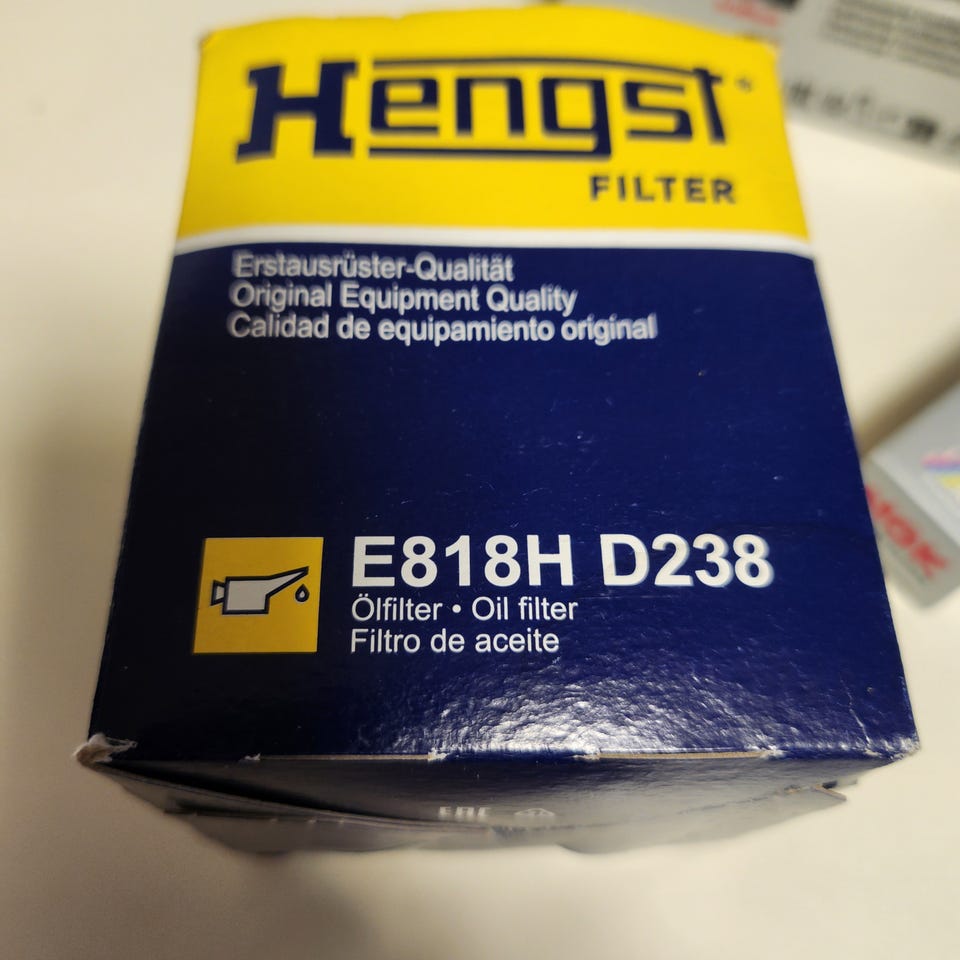 Hengst®
FILTER
Erstausrüster-Qualität
Original Equipment Quality
Calidad de equipamiento original
E818H D238
Ölfilter • Oil filter
Filtro de aceite